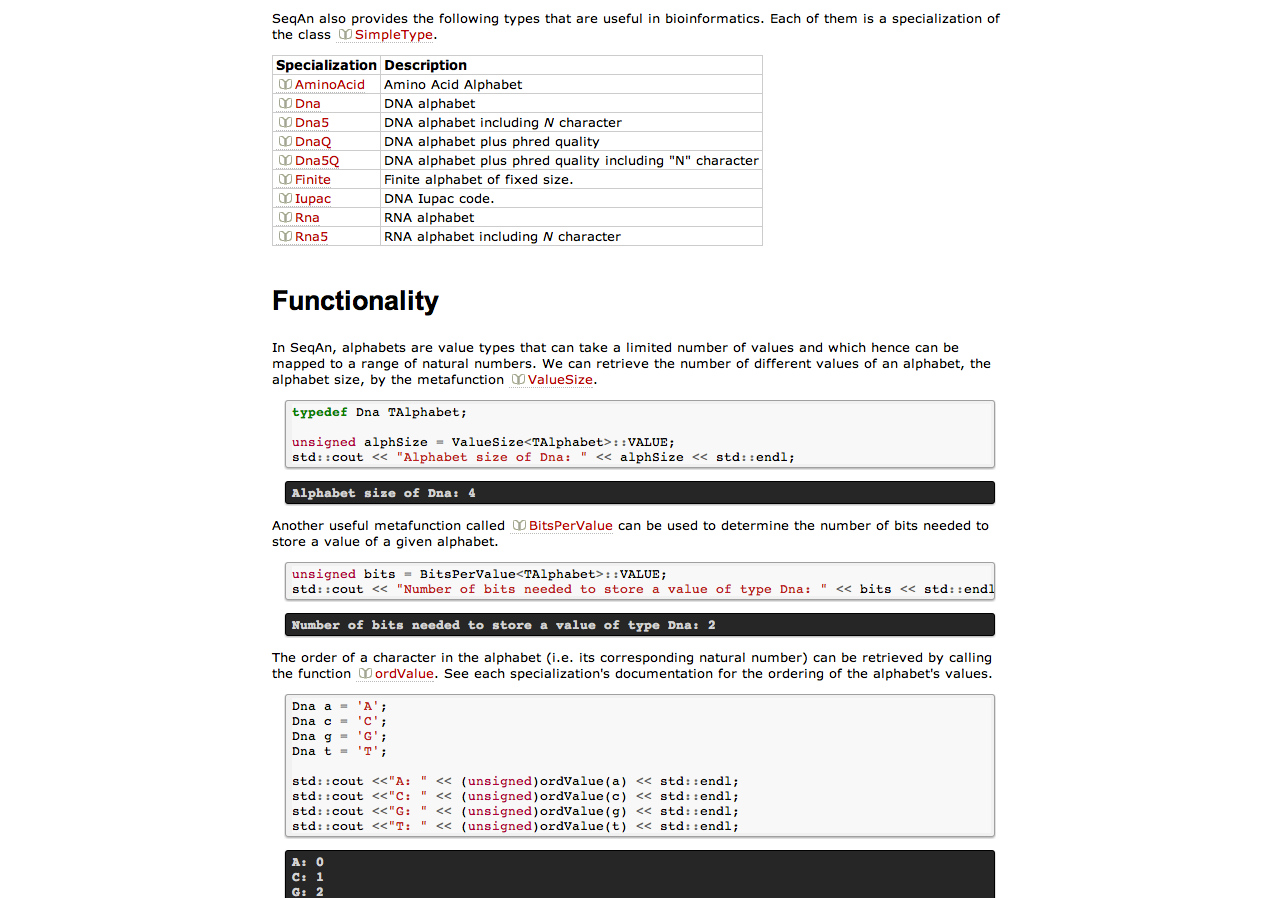 SeqAn also provides the following types that are useful in bioinformatics. Each of them is a specialization of
the class SimpleType.
Specialization Description
AminoAcid Amino Acid Alphabet
Dna DNA alphabet
Dna5 DNA alphabet including N character
DnaQ DNA alphabet plus phred quality
Dna5Q DNA alphabet plus phred quality including "N" character
Finite Finite alphabet of fixed size.
Iupac DNA Iupac code.
Rna RNA alphabet
Rna5 RNA alphabet including N character
Functionality
In SeqAn, alphabets are value types that can take a limited number of values and which hence can be
mapped to a range of natural numbers. We can retrieve the number of different values of an alphabet, the
alphabet size, by the metafunction ValueSize.
typedef Dna TAlphabet;
unsigned alphSize = ValueSize<TAlphabet>::VALUE;
std::cout << "Alphabet size of Dna: " << alphSize << std::endl;
Alphabet size of Dna: 4
Another useful metafunction called BitsPerValue can be used to determine the number of bits needed to
store a value of a given alphabet.
unsigned bits = BitsPerValue<TAlphabet>::VALUE;
std::cout << "Number of bits needed to store a value of type Dna: " << bits << std::endl
Number of bits needed to store a value of type Dna: 2
The order of a character in the alphabet (i.e. its corresponding natural number) can be retrieved by calling
the function ordValue. See each specialization's documentation for the ordering of the alphabet's values.
Dna a = 'A';
Dna c = 'C';
Dna g = 'G';
Dna t = 'T';
std::cout <<"A: " << (unsigned)ordValue(a) << std::endl;
std::cout <<"C: " << (unsigned)ordValue(c) << std::endl;
std::cout <<"G: " << (unsigned)ordValue(g) << std::endl;
std::cout <<"T: " << (unsigned)ordValue(t) << std::endl;
A: 0
C: 1
G: 2